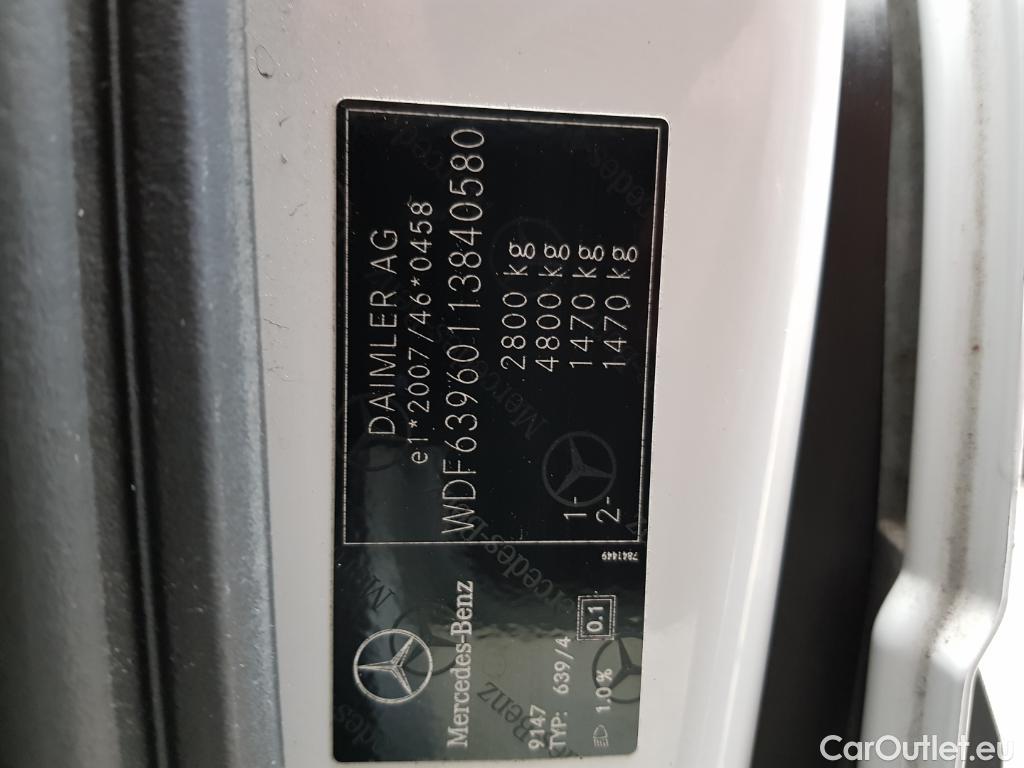 DAIMLER AG
e1*2007/46*0458
WDF63960113840580
2800 kg
4800 kg
1- 1470 kg
2- 1470 kg
7841449
Mercedes-Benz
9147
TYP: 639/4
1.0% 0.1
CarOutlet.eu